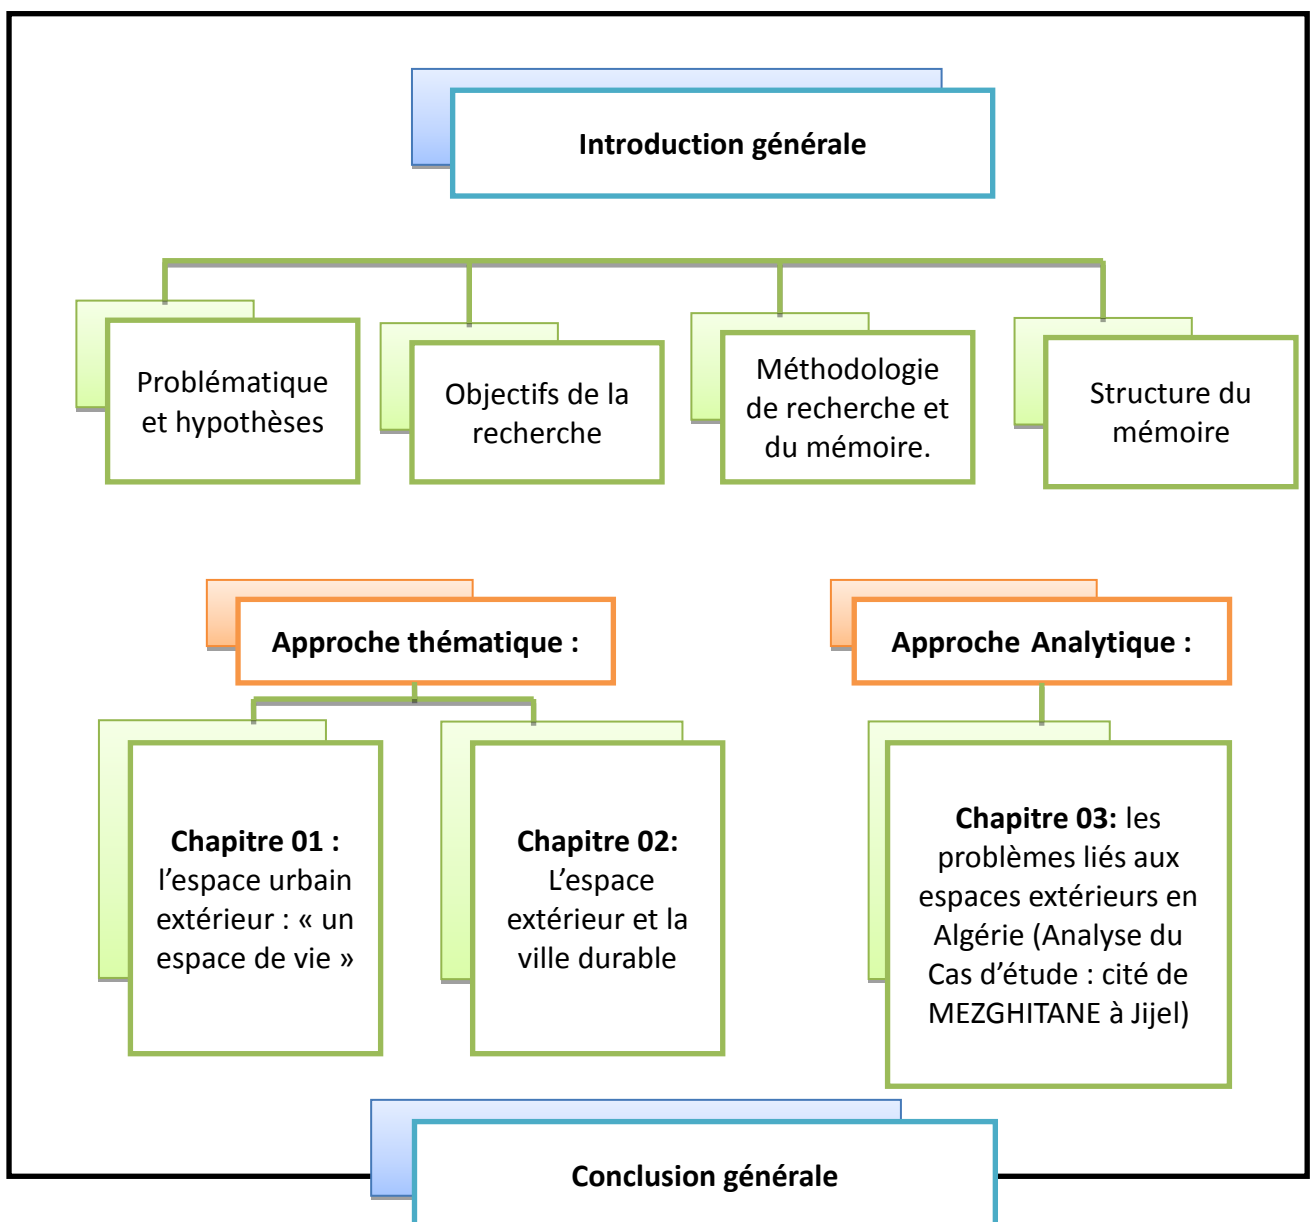 Introduction générale
Problématique
et hypothèses
Objectifs de la
recherche
Méthodologie
de recherche et
du mémoire.
Structure du
mémoire
Approche thématique :
Approche Analytique :
Chapitre 01 :
l’espace urbain
extérieur : « un
espace de vie »
Chapitre 02:
L’espace
extérieur et la
ville durable
Chapitre 03: les
problèmes liés aux
espaces extérieurs en
Algérie (Analyse du
Cas d’étude : cité de
MEZGHITANE à Jijel)
Conclusion générale